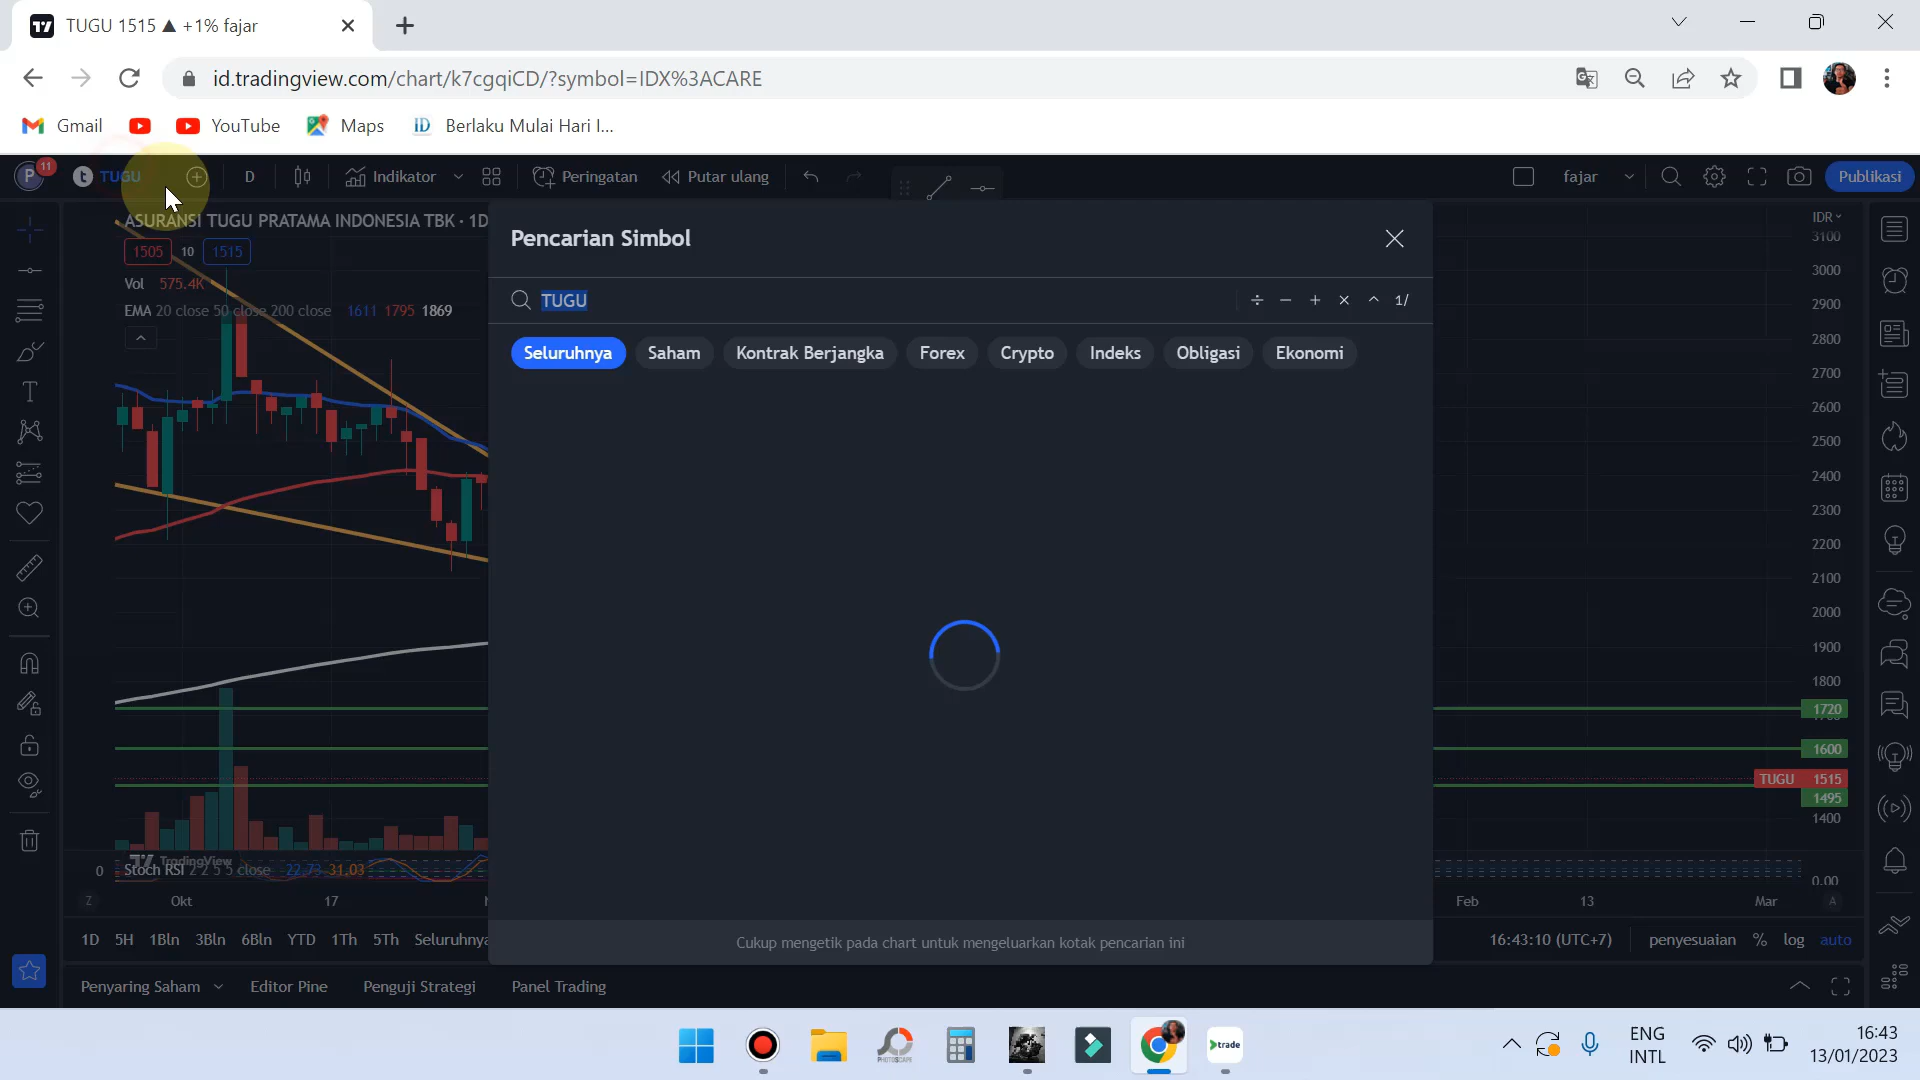 TUGU 1515 ▲ +1% fajar
id.tradingview.com/chart/k7cgqiCD/?symbol=IDX%3ACARE
Gmail YouTube Maps Berlaku Mulai Hari I...
P 11 TUGU D Indikator Peringatan Putar ulang fajar Publikasi
ASURANSI TUGU PRATAMA INDONESIA TBK · 1D
1505 10 1515
Vol 575.4K
EMA 20 close 50 close 200 close 1611 1795 1869
Pencarian Simbol
TUGU
÷ − + × ^ 1/
Seluruhnya Saham Kontrak Berjangka Forex Crypto Indeks Obligasi Ekonomi
Cukup mengetik pada chart untuk mengeluarkan kotak pencarian ini
IDR
3100
3000
2900
2800
2700
2600
2500
2400
2300
2200
2100
2000
1900
1800
1720
1600
TUGU 1515
1495
1400
0.00
TradingView
0 Stoch RSI 2 2 5 5 close 22.73 31.03
Z Okt 17 Feb 13 Mar A
1D 5H 1Bln 3Bln 6Bln YTD 1Th 5Th Seluruhnya
16:43:10 (UTC+7) penyesuaian % log auto
Penyaring Saham Editor Pine Penguji Strategi Panel Trading
PHOTOSCAPE
trade
ENG
INTL
16:43
13/01/2023